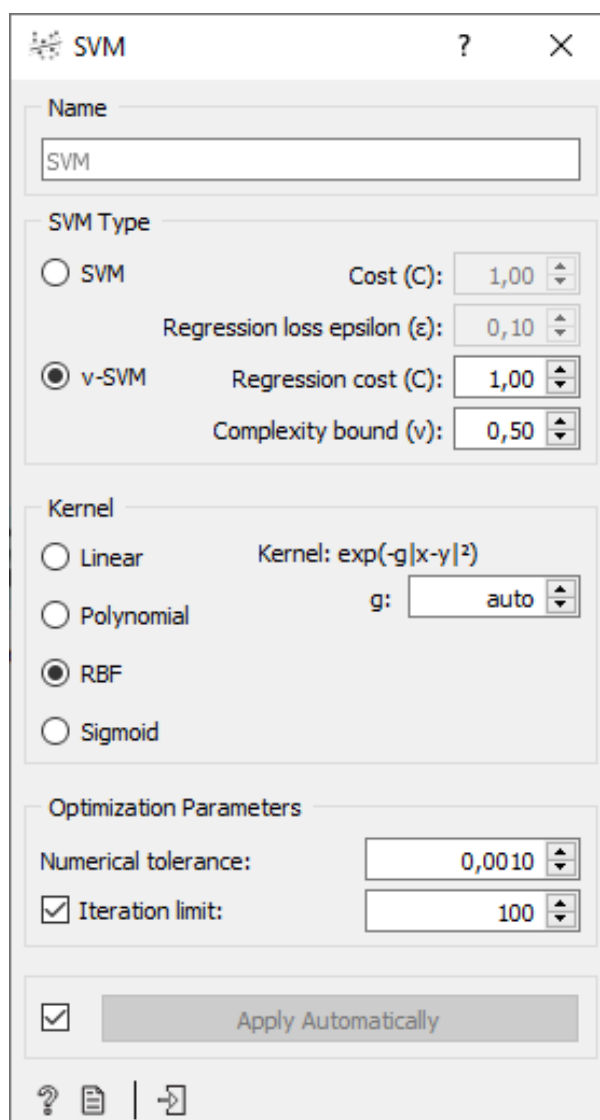 SVM ?
Name
SVM
SVM Type
SVM Cost (C): 1,00
Regression loss epsilon (ε): 0,10
ν-SVM Regression cost (C): 1,00
Complexity bound (ν): 0,50
Kernel
Linear Kernel: exp(-g|x-y|²)
g: auto
Polynomial
RBF
Sigmoid
Optimization Parameters
Numerical tolerance: 0,0010
Iteration limit: 100
Apply Automatically
?